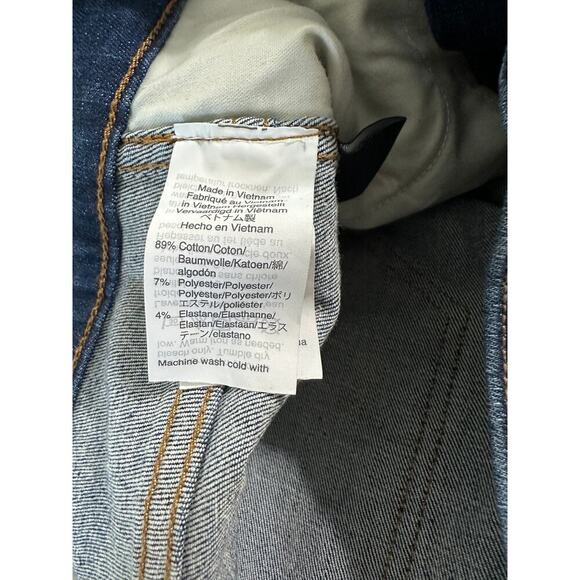 Made in Vietnam
Fabriqué au Vietnam
in Vietnam Hergestellt
Vervaardigd in Viëtnam
ベトナム製
Hecho en Vietnam
89% Cotton/Coton/
Baumwolle/Katoen/綿/
algodón
7% Polyester/Polyester/
Polyester/Polyester/ポリ
エステル/poliéster
4% Elastane/Elasthanne/
Elastan/Elastaan/エラス
テーン/elastano
Machine wash cold with